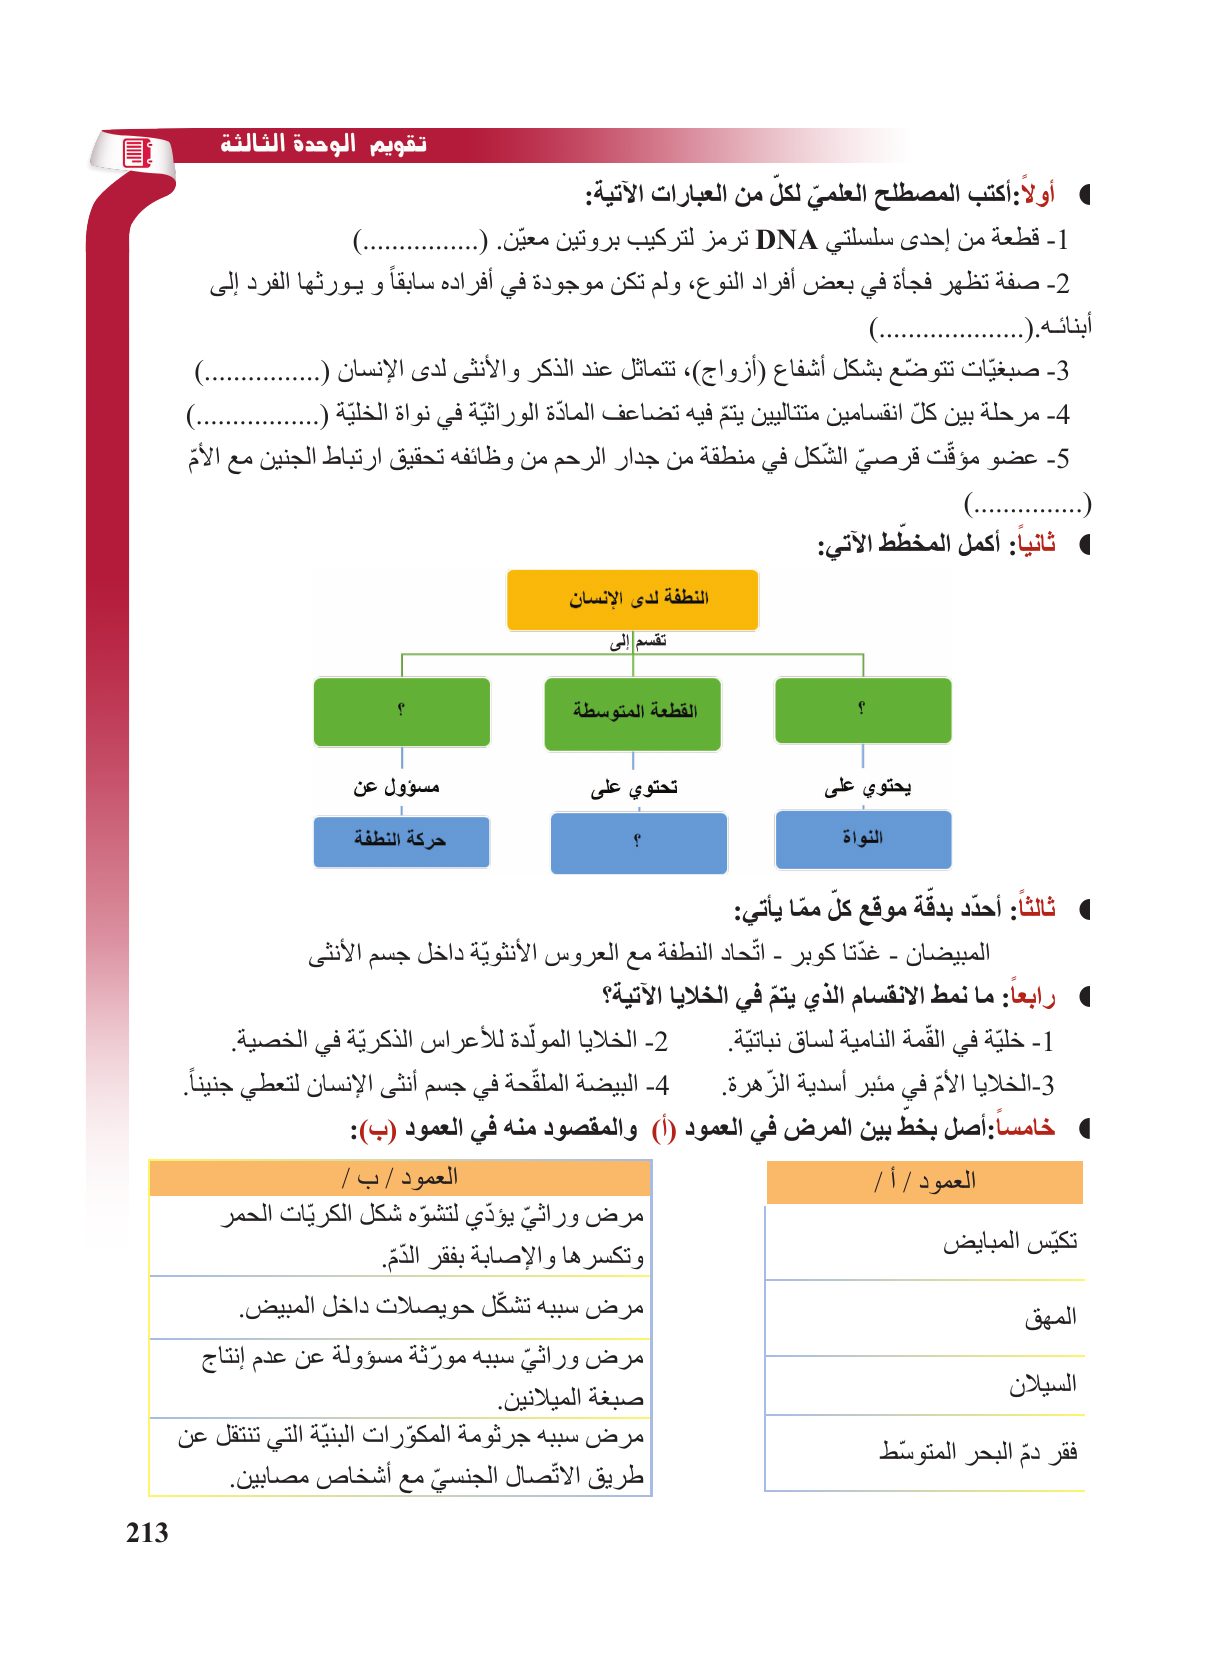 تقويم الوحدة الثالثة
أولاً:أكتب المصطلح العلميّ لكلّ من العبارات الآتية:
1- قطعة من إحدى سلسلتي DNA ترمز لتركيب بروتين معيّن. (................)
2- صفة تظهر فجأة في بعض أفراد النوع، ولم تكن موجودة في أفراده سابقاً و يـورثها الفرد إلى
أبنائـه.(....................)
3- صبغيّات تتوضّع بشكل أشفاع (أزواج)، تتماثل عند الذكر والأنثى لدى الإنسان (................)
4- مرحلة بين كلّ انقسامين متتاليين يتمّ فيه تضاعف المادّة الوراثيّة في نواة الخليّة (.................)
5- عضو مؤقّت قرصيّ الشّكل في منطقة من جدار الرحم من وظائفه تحقيق ارتباط الجنين مع الأمّ
(...............)
ثانياً: أكمل المخطّط الآتي:
النطفة لدى الإنسان
تقسم إلى
؟
القطعة المتوسطة
؟
يحتوي على
تحتوي على
مسؤول عن
النواة
؟
حركة النطفة
ثالثاً: أحدّد بدقّة موقع كلّ ممّا يأتي:
المبيضان - غدّتا كوبر - اتّحاد النطفة مع العروس الأنثويّة داخل جسم الأنثى
رابعاً: ما نمط الانقسام الذي يتمّ في الخلايا الآتية؟
1- خليّة في القّمة النامية لساق نباتيّة. 2- الخلايا المولّدة للأعراس الذكريّة في الخصية.
3-الخلايا الأمّ في مئبر أسدية الزّهرة. 4- البيضة الملقّحة في جسم أنثى الإنسان لتعطي جنيناً.
خامساً:أصل بخطّ بين المرض في العمود (أ) والمقصود منه في العمود (ب):
العمود / أ /
تكيّس المبايض
المهق
السيلان
فقر دمّ البحر المتوسّط
العمود / ب /
مرض وراثيّ يؤدّي لتشوّه شكل الكريّات الحمر
وتكسرها والإصابة بفقر الدّمّ.
مرض سببه تشكّل حويصلات داخل المبيض.
مرض وراثيّ سببه مورّثة مسؤولة عن عدم إنتاج
صبغة الميلانين.
مرض سببه جرثومة المكوّرات البنيّة التي تنتقل عن
طريق الاتّصال الجنسيّ مع أشخاص مصابين.
213